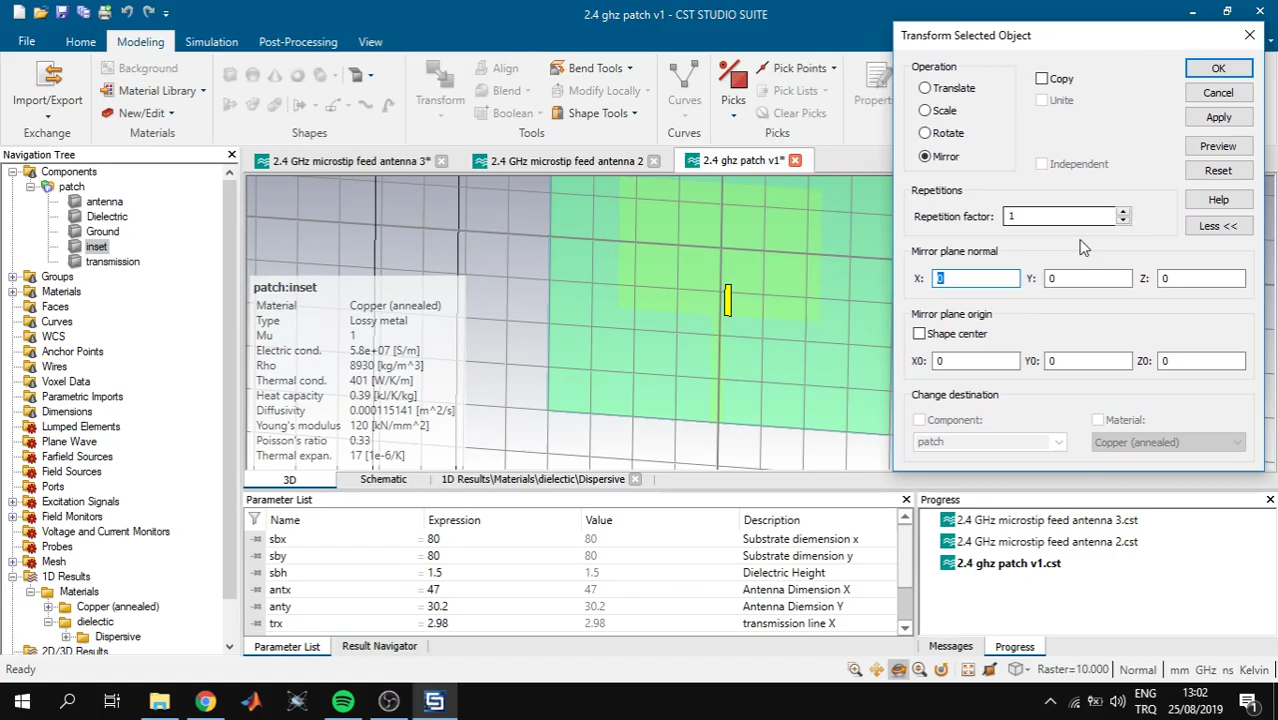 2.4 ghz patch v1 - CST STUDIO SUITE
File
Home
Modeling
Simulation
Post-Processing
View
Import/Export
Exchange
Background
Material Library
New/Edit
Materials
Shapes
Transform
Align
Blend
Boolean
Bend Tools
Modify Locally
Shape Tools
Tools
Curves
Curves
Picks
Pick Points
Pick Lists
Clear Picks
Picks
Navigation Tree
Components
patch
antenna
Dielectric
Ground
inset
transmission
Groups
Materials
Faces
Curves
WCS
Anchor Points
Wires
Voxel Data
Parametric Imports
Dimensions
Lumped Elements
Plane Wave
Farfield Sources
Field Sources
Ports
Excitation Signals
Field Monitors
Voltage and Current Monitors
Probes
Mesh
1D Results
Materials
Copper (annealed)
dielectic
Dispersive
2D/3D Results
2.4 GHz microstip feed antenna 3*
2.4 GHz microstip feed antenna 2
2.4 ghz patch v1*
patch:inset
Material Copper (annealed)
Type Lossy metal
Mu 1
Electric cond. 5.8e+07 [S/m]
Rho 8930 [kg/m^3]
Thermal cond. 401 [W/K/m]
Heat capacity 0.39 [kJ/K/kg]
Diffusivity 0.000115141 [m^2/s]
Young's modulus 120 [kN/mm^2]
Poisson's ratio 0.33
Thermal expan. 17 [1e-6/K]
3D
Schematic
1D Results\Materials\dielectic\Dispersive
Parameter List
Name Expression Value Description
sbx = 80 80 Substrate diemension x
sby = 80 80 Substrate dimension y
sbh = 1.5 1.5 Dielectric Height
antx = 47 47 Antenna Dimension X
anty = 30.2 30.2 Antenna Diemsion Y
trx = 2.98 2.98 transmission line X
Parameter List
Result Navigator
Progress
2.4 GHz microstip feed antenna 3.cst
2.4 GHz microstip feed antenna 2.cst
2.4 ghz patch v1.cst
Messages
Progress
Transform Selected Object
Operation
Translate
Scale
Rotate
Mirror
Copy
Unite
Independent
OK
Cancel
Apply
Preview
Reset
Help
Less <<
Repetitions
Repetition factor: 1
Mirror plane normal
X: 0 Y: 0 Z: 0
Mirror plane origin
Shape center
X0: 0 Y0: 0 Z0: 0
Change destination
Component:
Material:
patch
Copper (annealed)
Ready
Raster=10.000 Normal mm GHz ns Kelvin
ENG
TRQ
13:02
25/08/2019